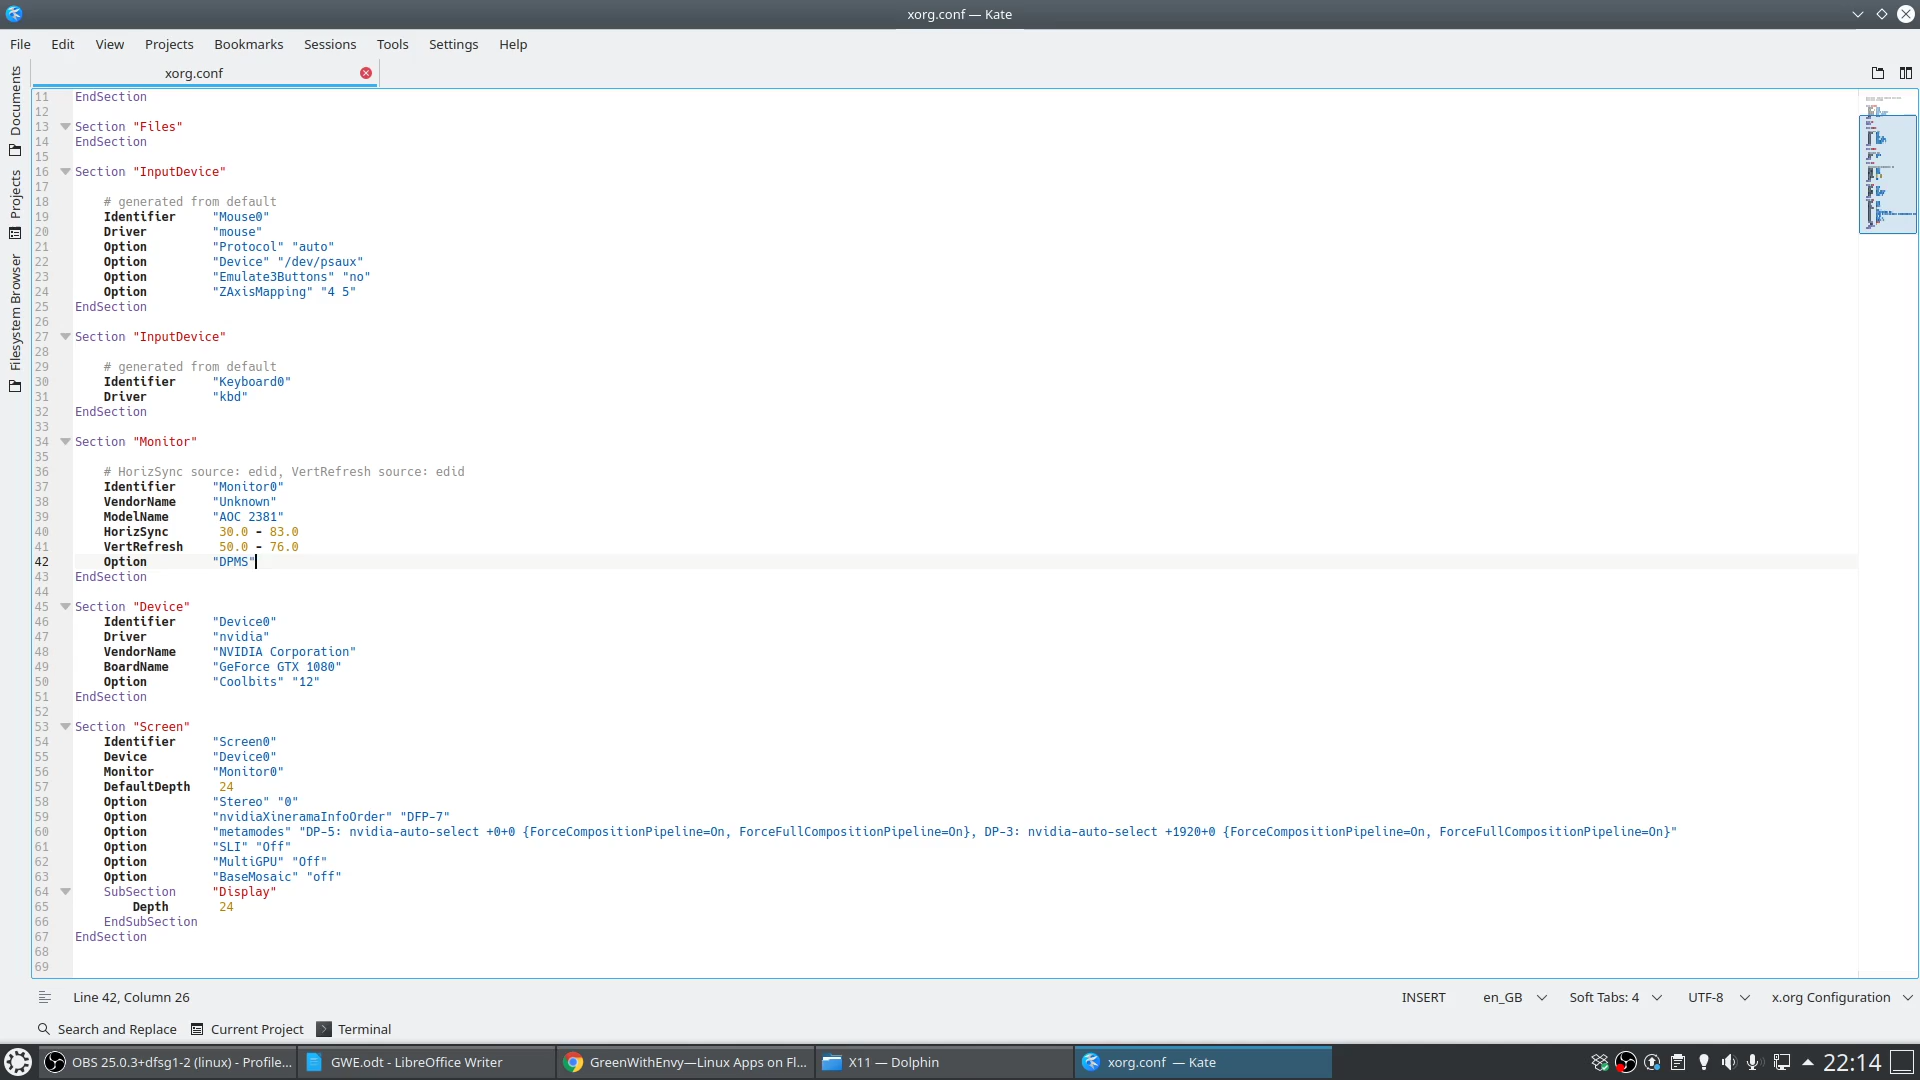 xorg.conf — Kate
File Edit View Projects Bookmarks Sessions Tools Settings Help
xorg.conf
Documents
Projects
Filesystem Browser
11 EndSection
12
13 Section "Files"
14 EndSection
15
16 Section "InputDevice"
17
18 # generated from default
19 Identifier "Mouse0"
20 Driver "mouse"
21 Option "Protocol" "auto"
22 Option "Device" "/dev/psaux"
23 Option "Emulate3Buttons" "no"
24 Option "ZAxisMapping" "4 5"
25 EndSection
26
27 Section "InputDevice"
28
29 # generated from default
30 Identifier "Keyboard0"
31 Driver "kbd"
32 EndSection
33
34 Section "Monitor"
35
36 # HorizSync source: edid, VertRefresh source: edid
37 Identifier "Monitor0"
38 VendorName "Unknown"
39 ModelName "AOC 2381"
40 HorizSync 30.0 - 83.0
41 VertRefresh 50.0 - 76.0
42 Option "DPMS"
43 EndSection
44
45 Section "Device"
46 Identifier "Device0"
47 Driver "nvidia"
48 VendorName "NVIDIA Corporation"
49 BoardName "GeForce GTX 1080"
50 Option "Coolbits" "12"
51 EndSection
52
53 Section "Screen"
54 Identifier "Screen0"
55 Device "Device0"
56 Monitor "Monitor0"
57 DefaultDepth 24
58 Option "Stereo" "0"
59 Option "nvidiaXineramaInfoOrder" "DFP-7"
60 Option "metamodes" "DP-5: nvidia-auto-select +0+0 {ForceCompositionPipeline=On, ForceFullCompositionPipeline=On}, DP-3: nvidia-auto-select +1920+0 {ForceCompositionPipeline=On, ForceFullCompositionPipeline=On}"
61 Option "SLI" "Off"
62 Option "MultiGPU" "Off"
63 Option "BaseMosaic" "off"
64 SubSection "Display"
65 Depth 24
66 EndSubSection
67 EndSection
68
69
Line 42, Column 26 INSERT en_GB Soft Tabs: 4 UTF-8 x.org Configuration
Search and Replace Current Project Terminal
OBS 25.0.3+dfsg1-2 (linux) - Profile... GWE.odt - LibreOffice Writer GreenWithEnvy—Linux Apps on Fl... X11 — Dolphin xorg.conf — Kate 22:14